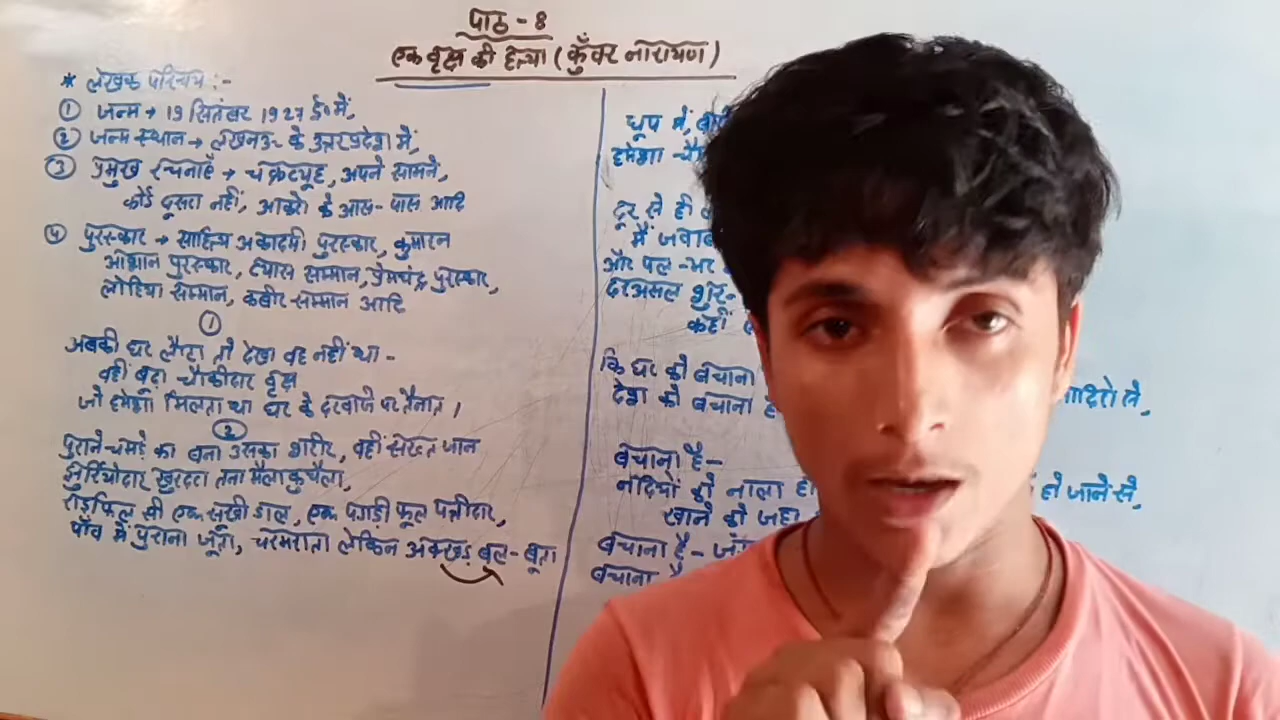 पाठ - 8
एक वृक्ष की हत्या (कुँवर नारायण)
* लेखक परिचय :-
① जन्म → 19 सितंबर 1927 ई० में,
② जन्म स्थान → लखनऊ के उत्तरप्रदेश में,
③ प्रमुख रचनाएँ → चक्रव्यूह, अपने सामने,
कोई दूसरा नहीं, आकारों के आस-पास आदि
④ पुरस्कार → साहित्य अकादमी पुरस्कार, कुमारन
आशान पुरस्कार, व्यास सम्मान, प्रेमचंद्र पुरस्कार,
लोहिया सम्मान, कबीर-सम्मान आदि
①
अबकी घर लौटा तो देखा वह नहीं था -
वही बूढ़ा चौकीदार वृक्ष
जो हमेशा मिलता था घर के दरवाजे पर तैनात।
②
पुराने चमड़े का बना उसका शरीर, वही सख्त जान
झुर्रियोंदार खुरदरा तना मैला कुचैला,
राइफिल सी एक सूखी डाल, एक पगड़ी फूल पत्तीदार,
पाँव में पुराना जूता, चरमराता लेकिन अक्खड़ बल-बूता
धूप में,
हमेशा
दूर से ही
मैं
और पल-भर
दरअसल शुरू-
कहीं
कि घर को बचाना
देश को बचाना
बचाना है-
नदियों को नाला हो जाने से,
खाने को
बचाना है-
बचाना